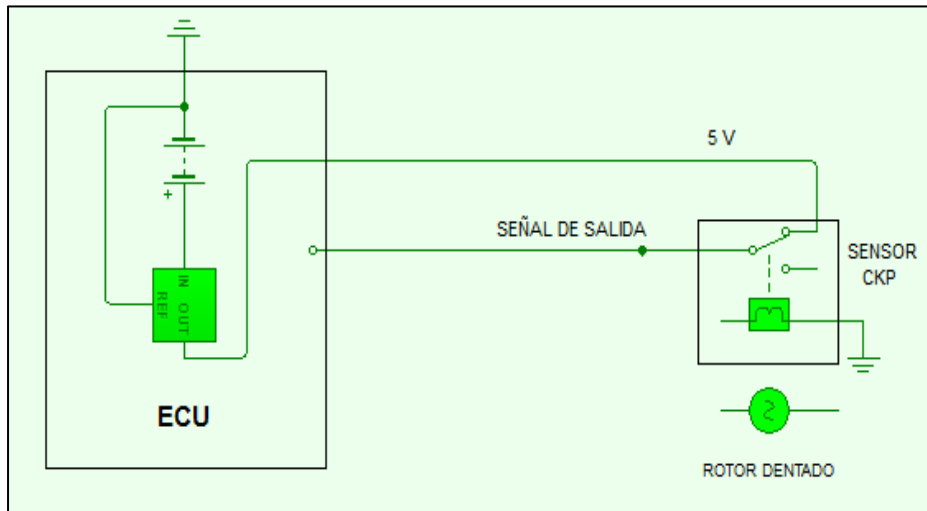 5 V
SEÑAL DE SALIDA
SENSOR
CKP
+
IN
REF
OUT
ECU
ROTOR DENTADO